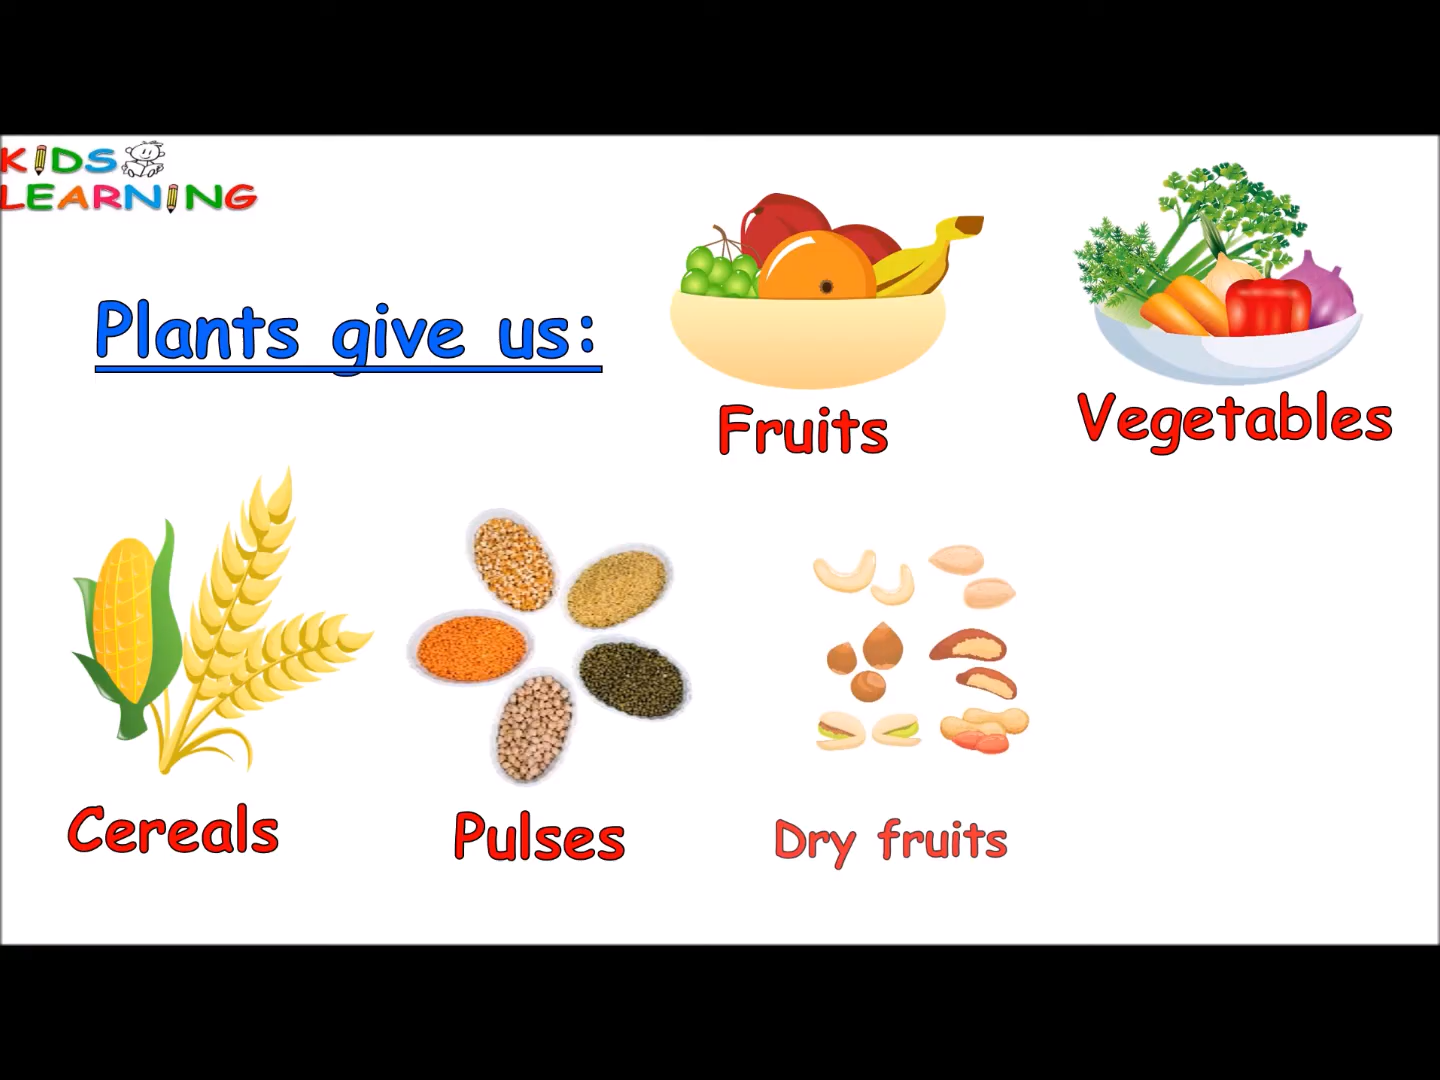 KIDS
LEARNING
Plants give us:
Fruits
Vegetables
Cereals
Pulses
Dry fruits